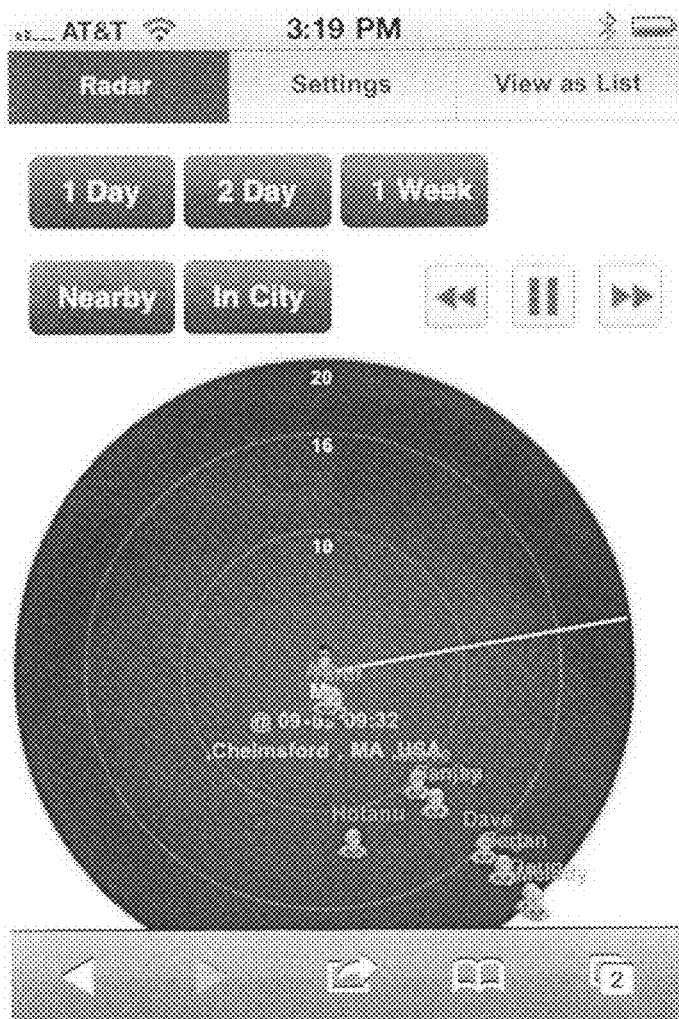 AT&T 3:19 PM
Radar Settings View as List
1 Day 2 Day 1 Week
Nearby In City
20
16
10
Chelmsford MA USA
Dave
2